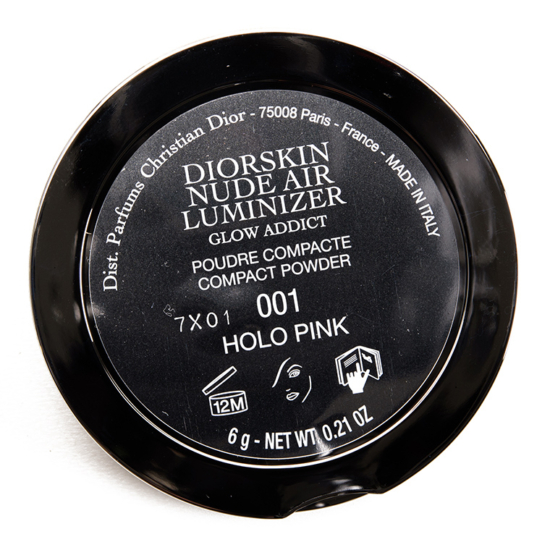 Dist. Parfums Christian Dior - 75008 Paris - France - MADE IN ITALY
DIORSKIN
NUDE AIR
LUMINIZER
GLOW ADDICT
POUDRE COMPACTE
COMPACT POWDER
7X01 001
HOLO PINK
12M
6 g - NET WT. 0.21 OZ